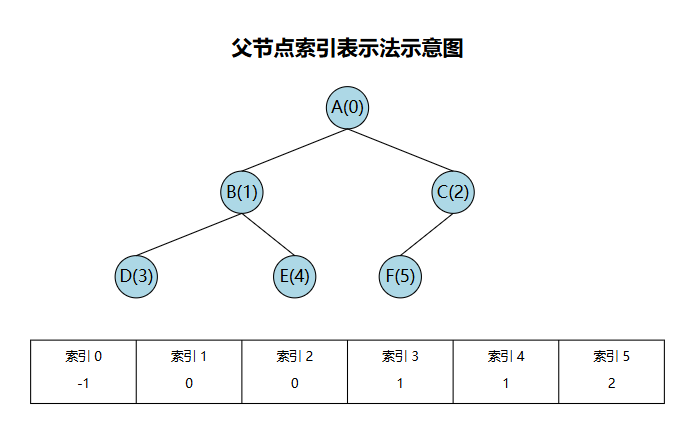 父节点索引表示法示意图
A(0)
B(1) C(2)
D(3) E(4) F(5)
索引 0 索引 1 索引 2 索引 3 索引 4 索引 5
-1 0 0 1 1 2